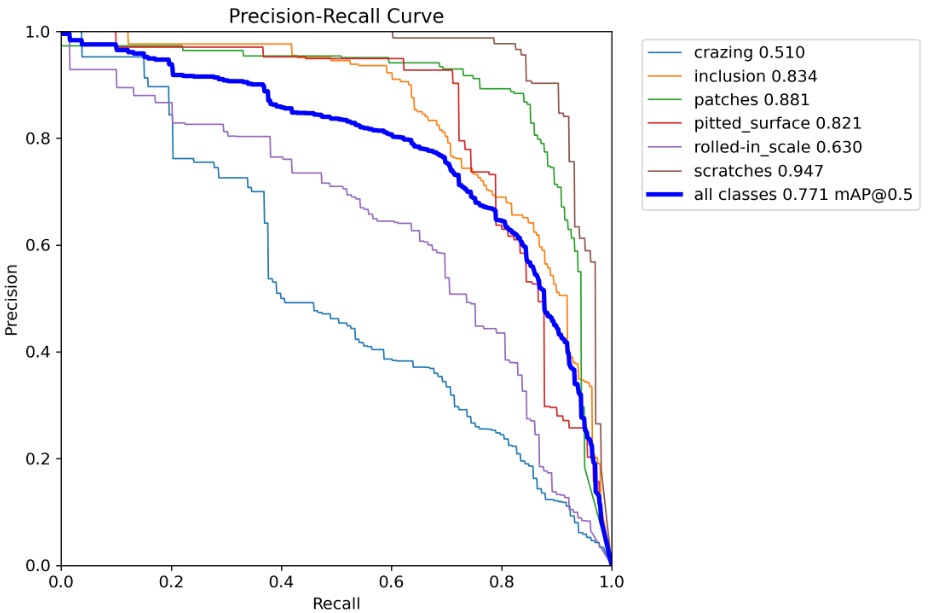 Precision-Recall Curve
1.0
0.8
0.6
0.4
0.2
0.0
Precision
0.0 0.2 0.4 0.6 0.8 1.0
Recall
crazing 0.510
inclusion 0.834
patches 0.881
pitted_surface 0.821
rolled-in_scale 0.630
scratches 0.947
all classes 0.771 mAP@0.5